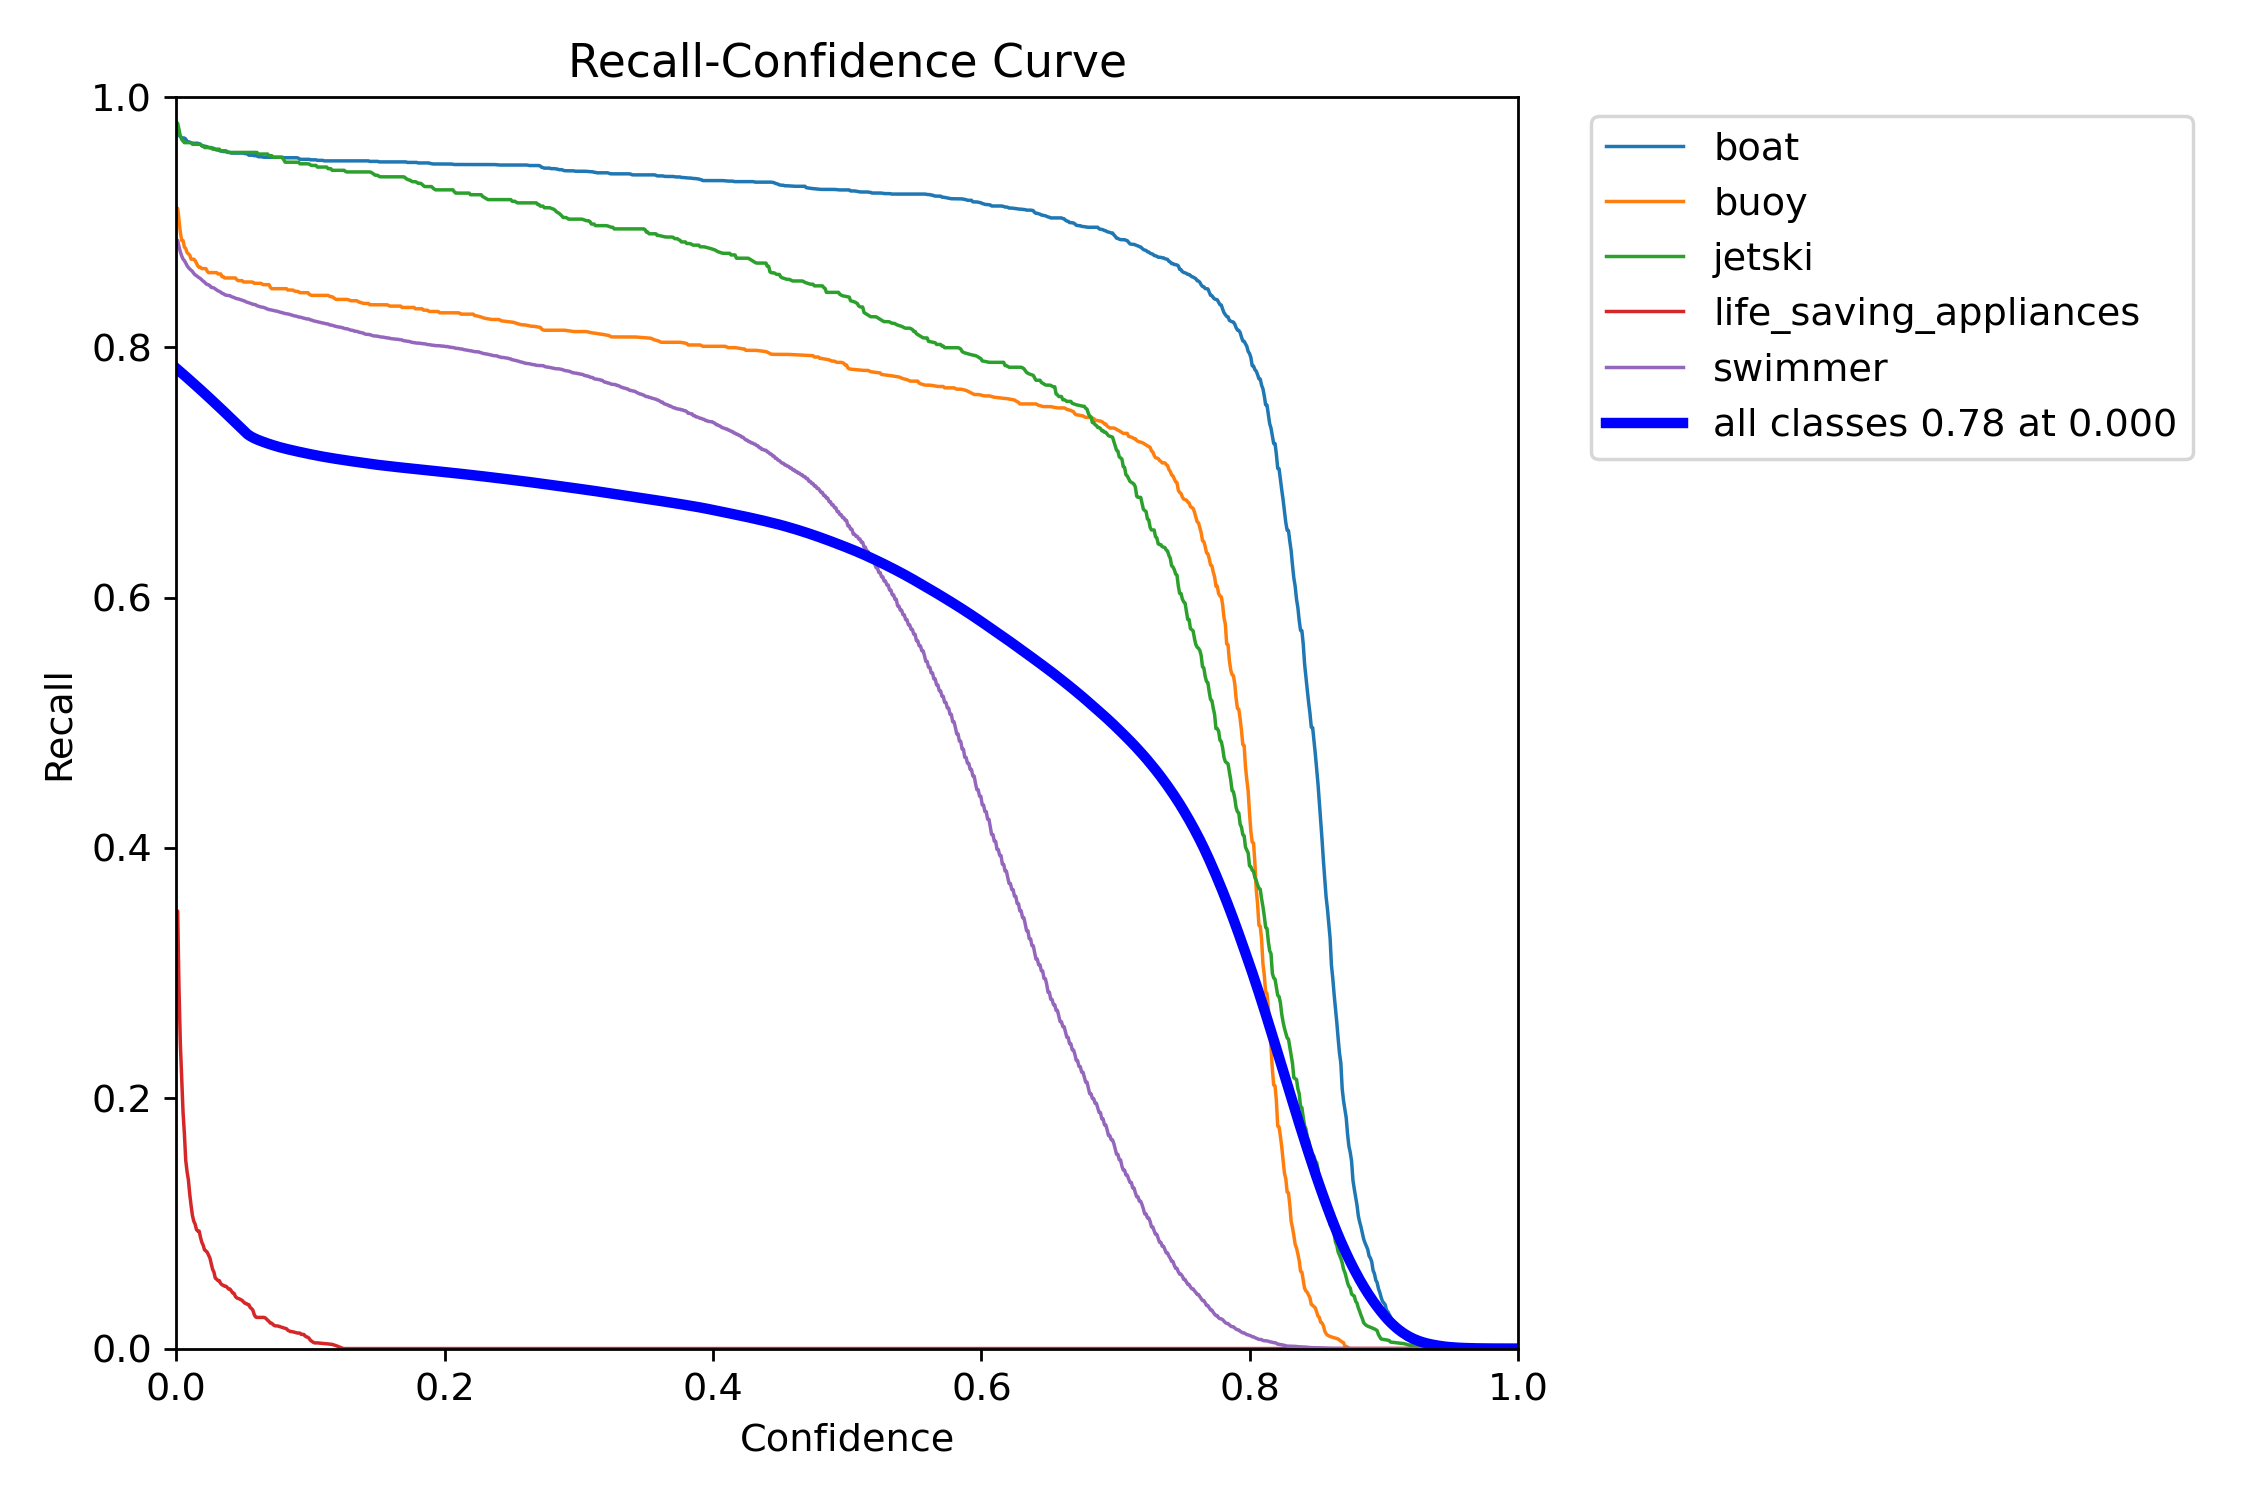 Recall-Confidence Curve
1.0
0.8
0.6
0.4
0.2
0.0
Recall
0.0 0.2 0.4 0.6 0.8 1.0
Confidence
boat
buoy
jetski
life_saving_appliances
swimmer
all classes 0.78 at 0.000